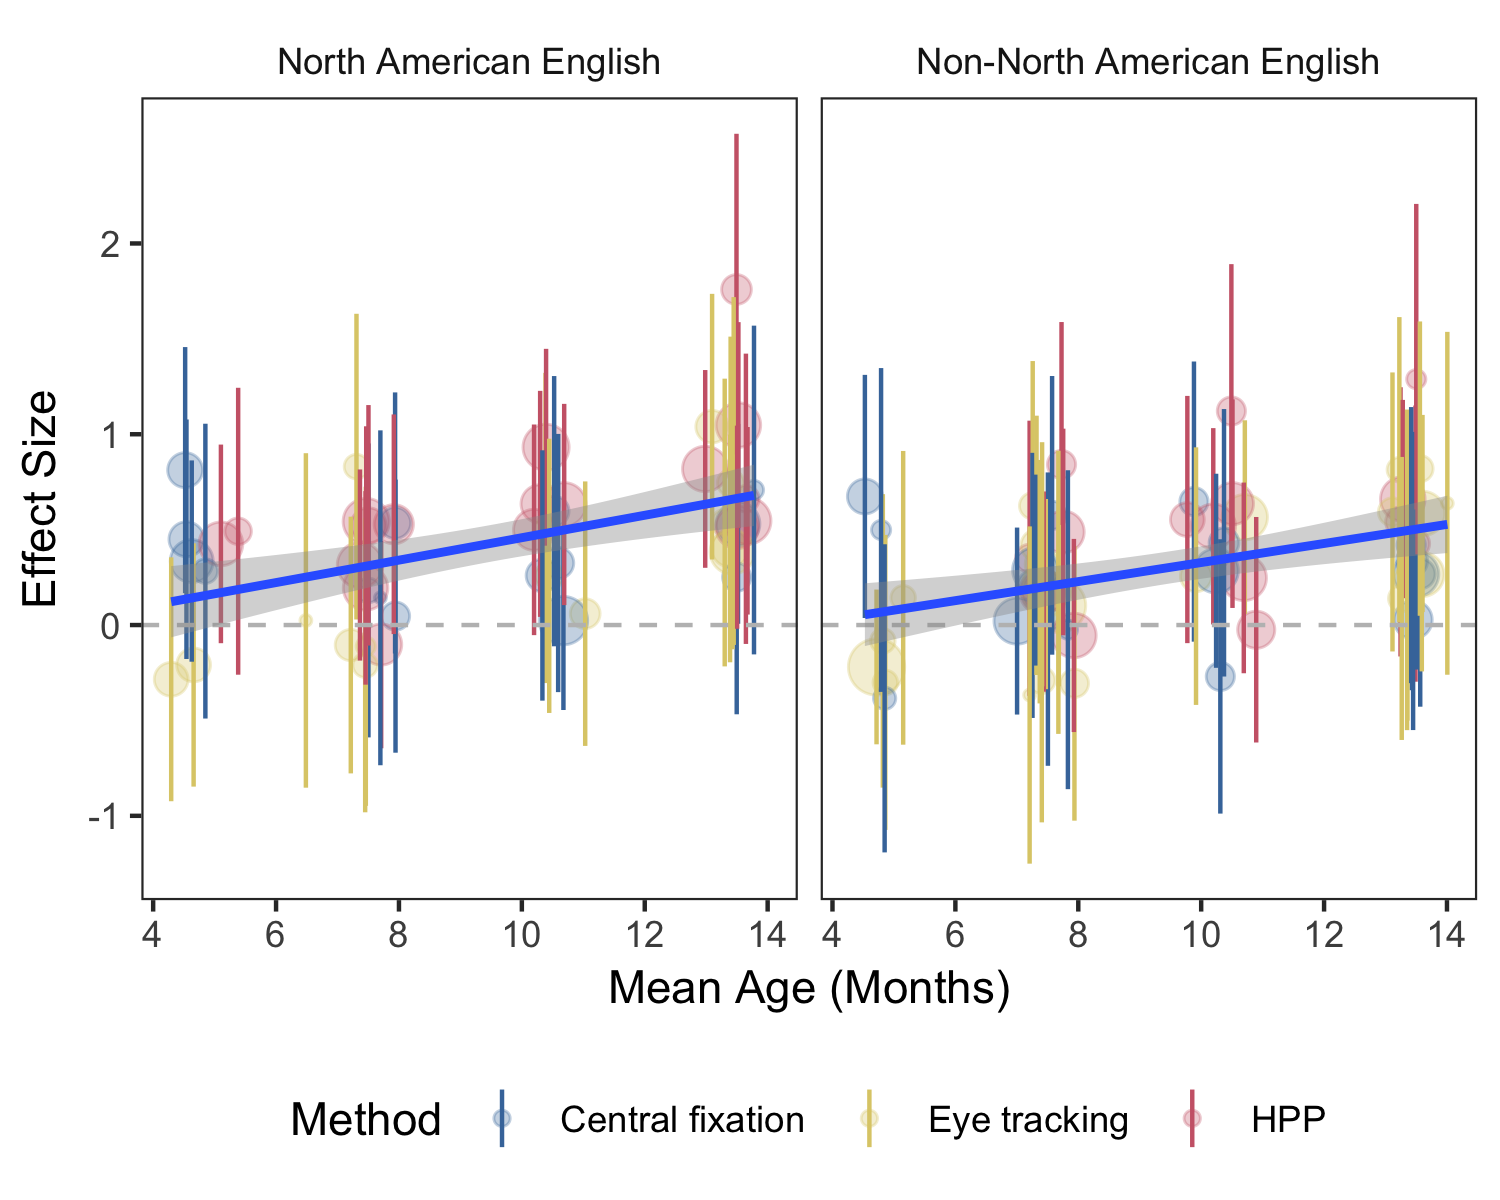 North American English Non-North American English
Effect Size
2
1
0
-1
4 6 8 10 12 14 4 6 8 10 12 14
Mean Age (Months)
Method Central fixation Eye tracking HPP